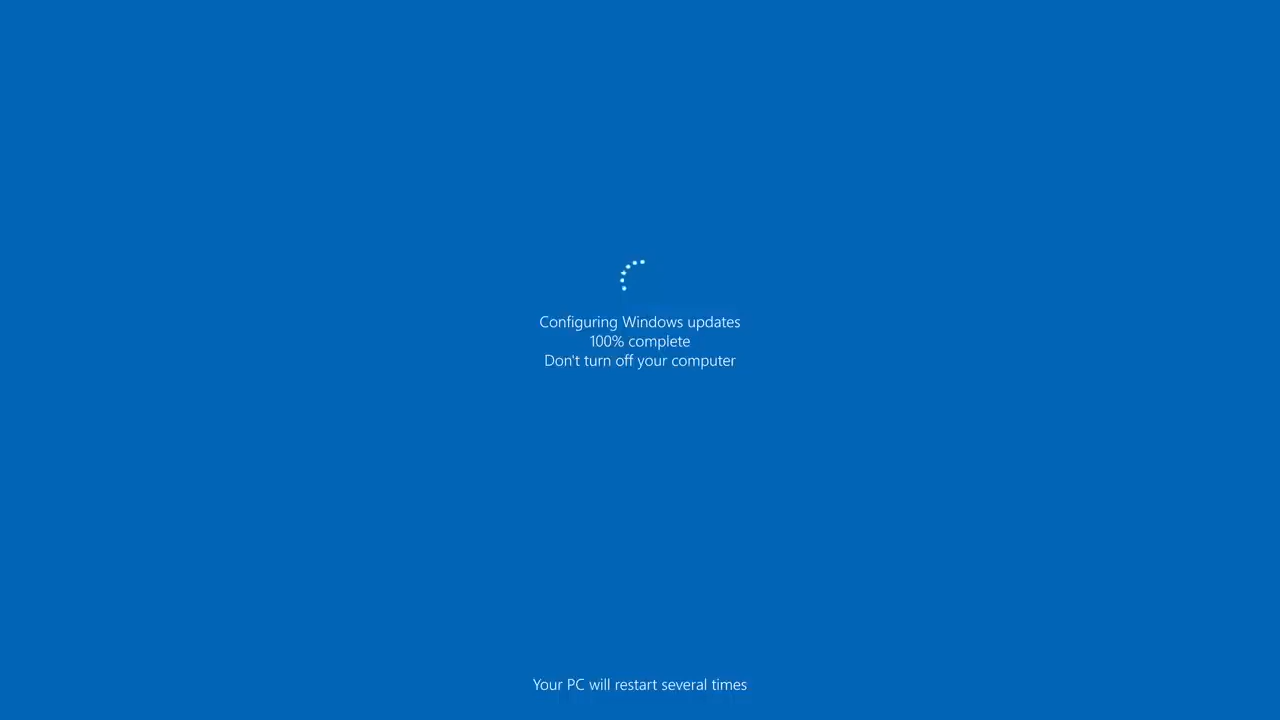 Configuring Windows updates
100% complete
Don't turn off your computer
Your PC will restart several times